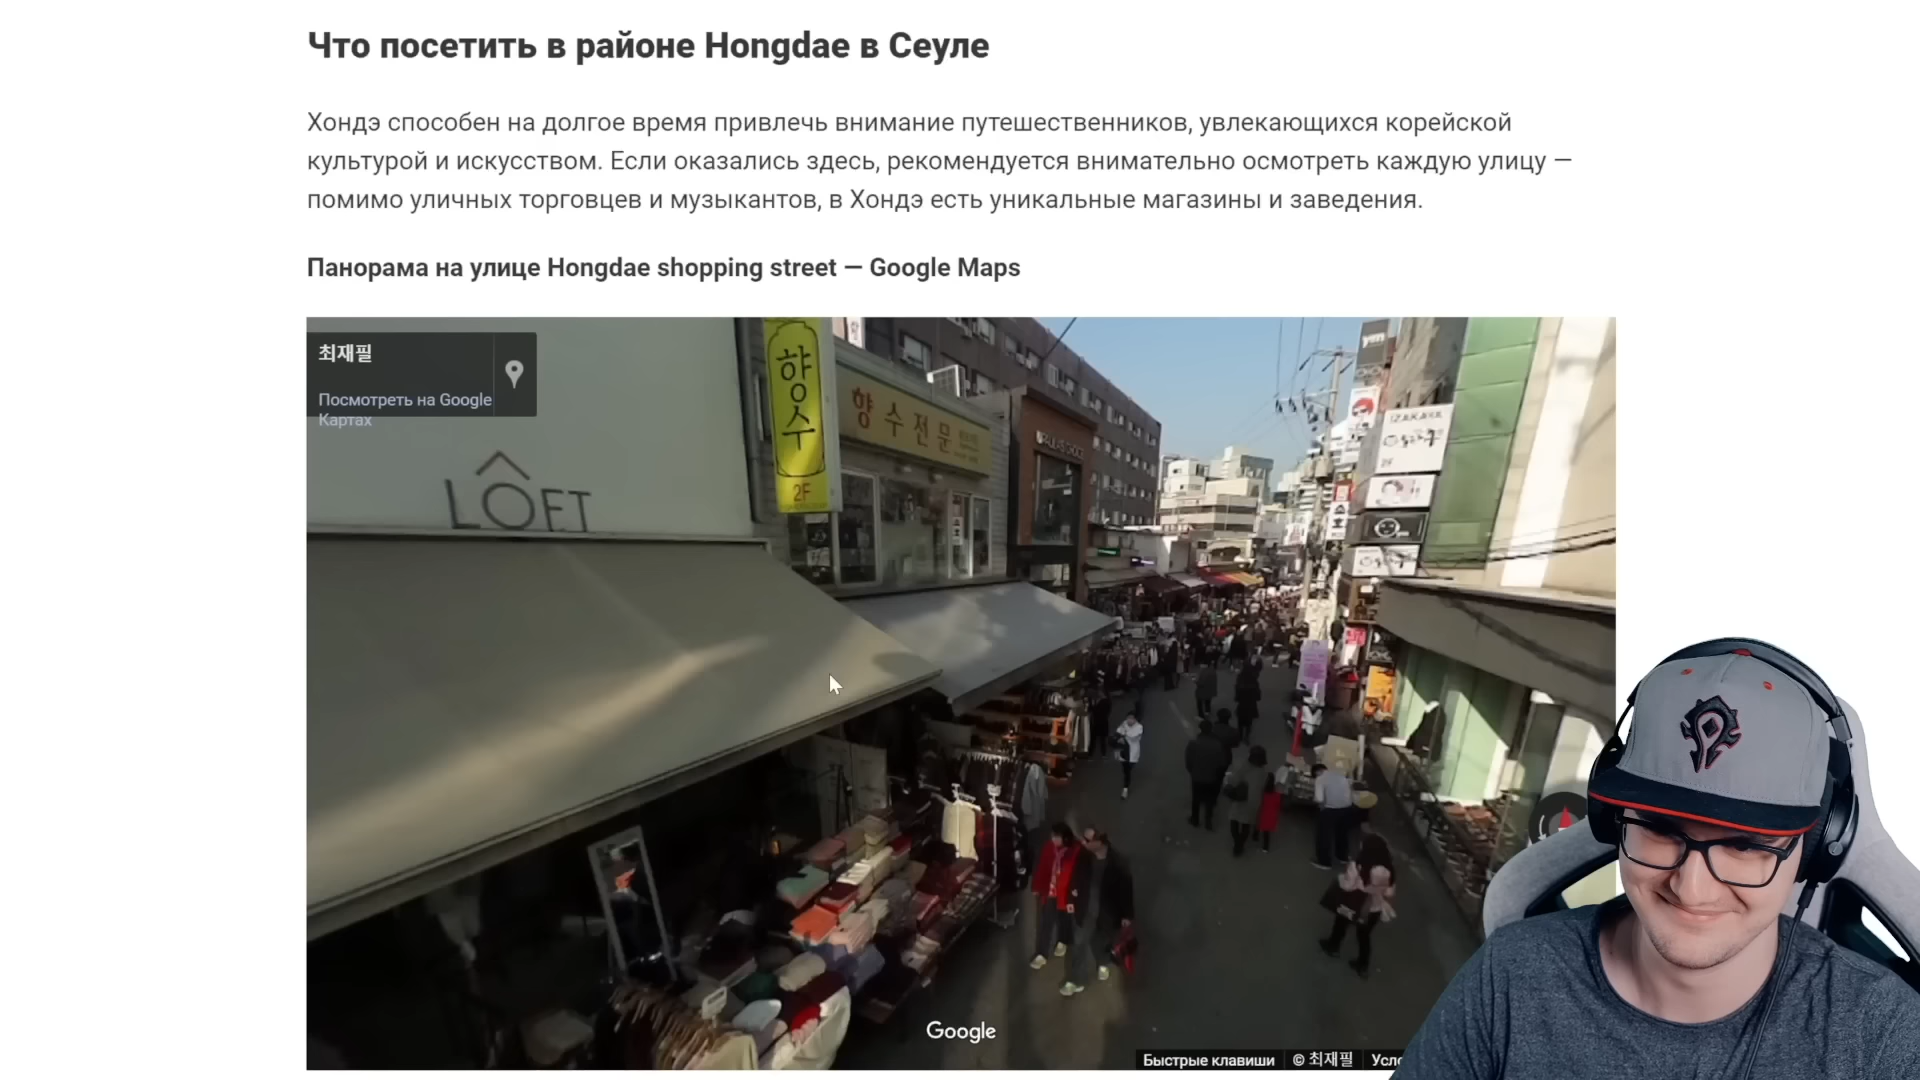 Что посетить в районе Hongdae в Сеуле
Хондэ способен на долгое время привлечь внимание путешественников, увлекающихся корейской
культурой и искусством. Если оказались здесь, рекомендуется внимательно осмотреть каждую улицу —
помимо уличных торговцев и музыкантов, в Хондэ есть уникальные магазины и заведения.
Панорама на улице Hongdae shopping street — Google Maps
최재필
Посмотреть на Google
Картах
향수
2F
향수전문
LOFT
IZAKAYA
2F
Google
Быстрые клавиши
© 최재필
Усло